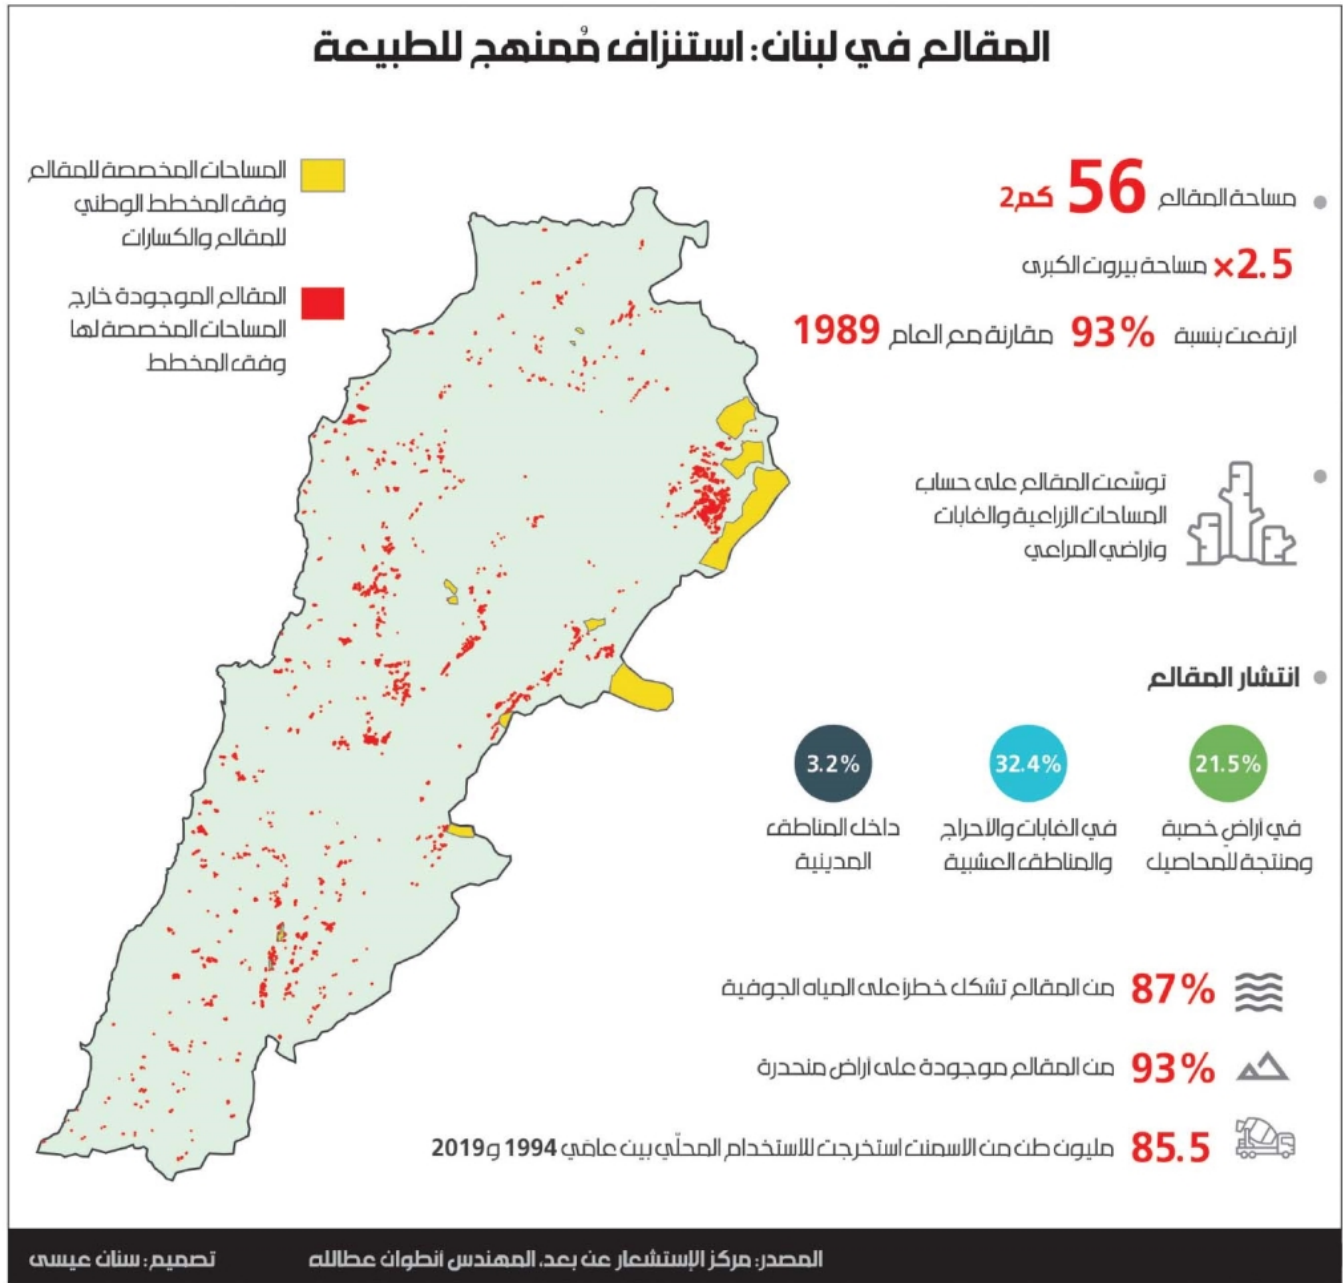 المقالع في لبنان: استنزاف مُمنهج للطبيعة
مساحة المقالع 56 كم2
2.5× مساحة بيروت الكبرى
ارتفعت بنسبة 93% مقارنة مع العام 1989
المساحات المخصصة للمقالع
وفق المخطط الوطني
للمقالع والكسارات
المقالع الموجودة خارج
المساحات المخصصة لها
وفق المخطط
توسّعت المقالع على حساب
المساحات الزراعية والغابات
وأراضي المراعي
انتشار المقالع
21.5%
في أراضٍ خصبة
ومنتجة للمحاصيل
32.4%
في الغابات والأحراج
والمناطق العشبية
3.2%
داخل المناطق
المدينية
87% من المقالع تشكل خطراً على المياه الجوفية
93% من المقالع موجودة على أراض منحدرة
85.5 مليون طن من الاسمنت استخرجت للاستخدام المحلّي بين عامَي 1994 و2019
المصدر: مركز الإستشعار عن بعد، المهندس أنطوان عطالله
تصميم: سنان عيسى